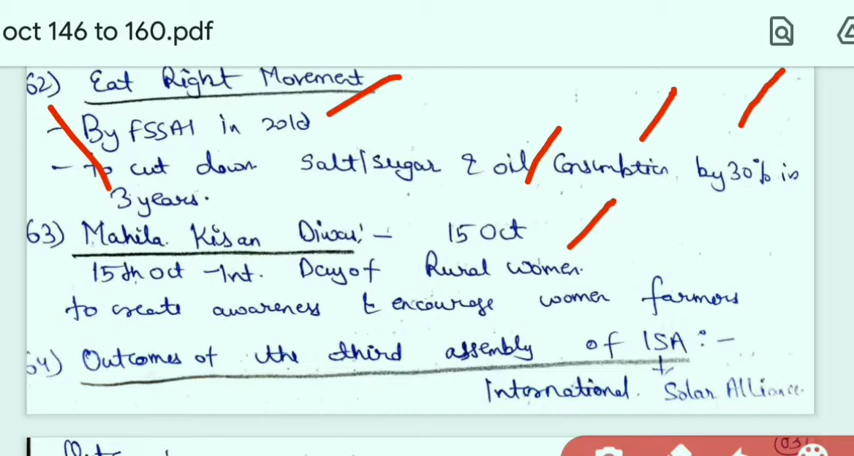 oct 146 to 160.pdf
62) Eat Right Movement
- By FSSAI in 2018
- To cut down salt/sugar & oil Consumption by 30% in
3 years.
63) Mahila Kisan Diwas:- 15 Oct
15th oct - Int. Day of Rural women.
to create awareness & encourage women farmers
64) Outcomes of the third assembly of ISA :-
International Solar Alliance.